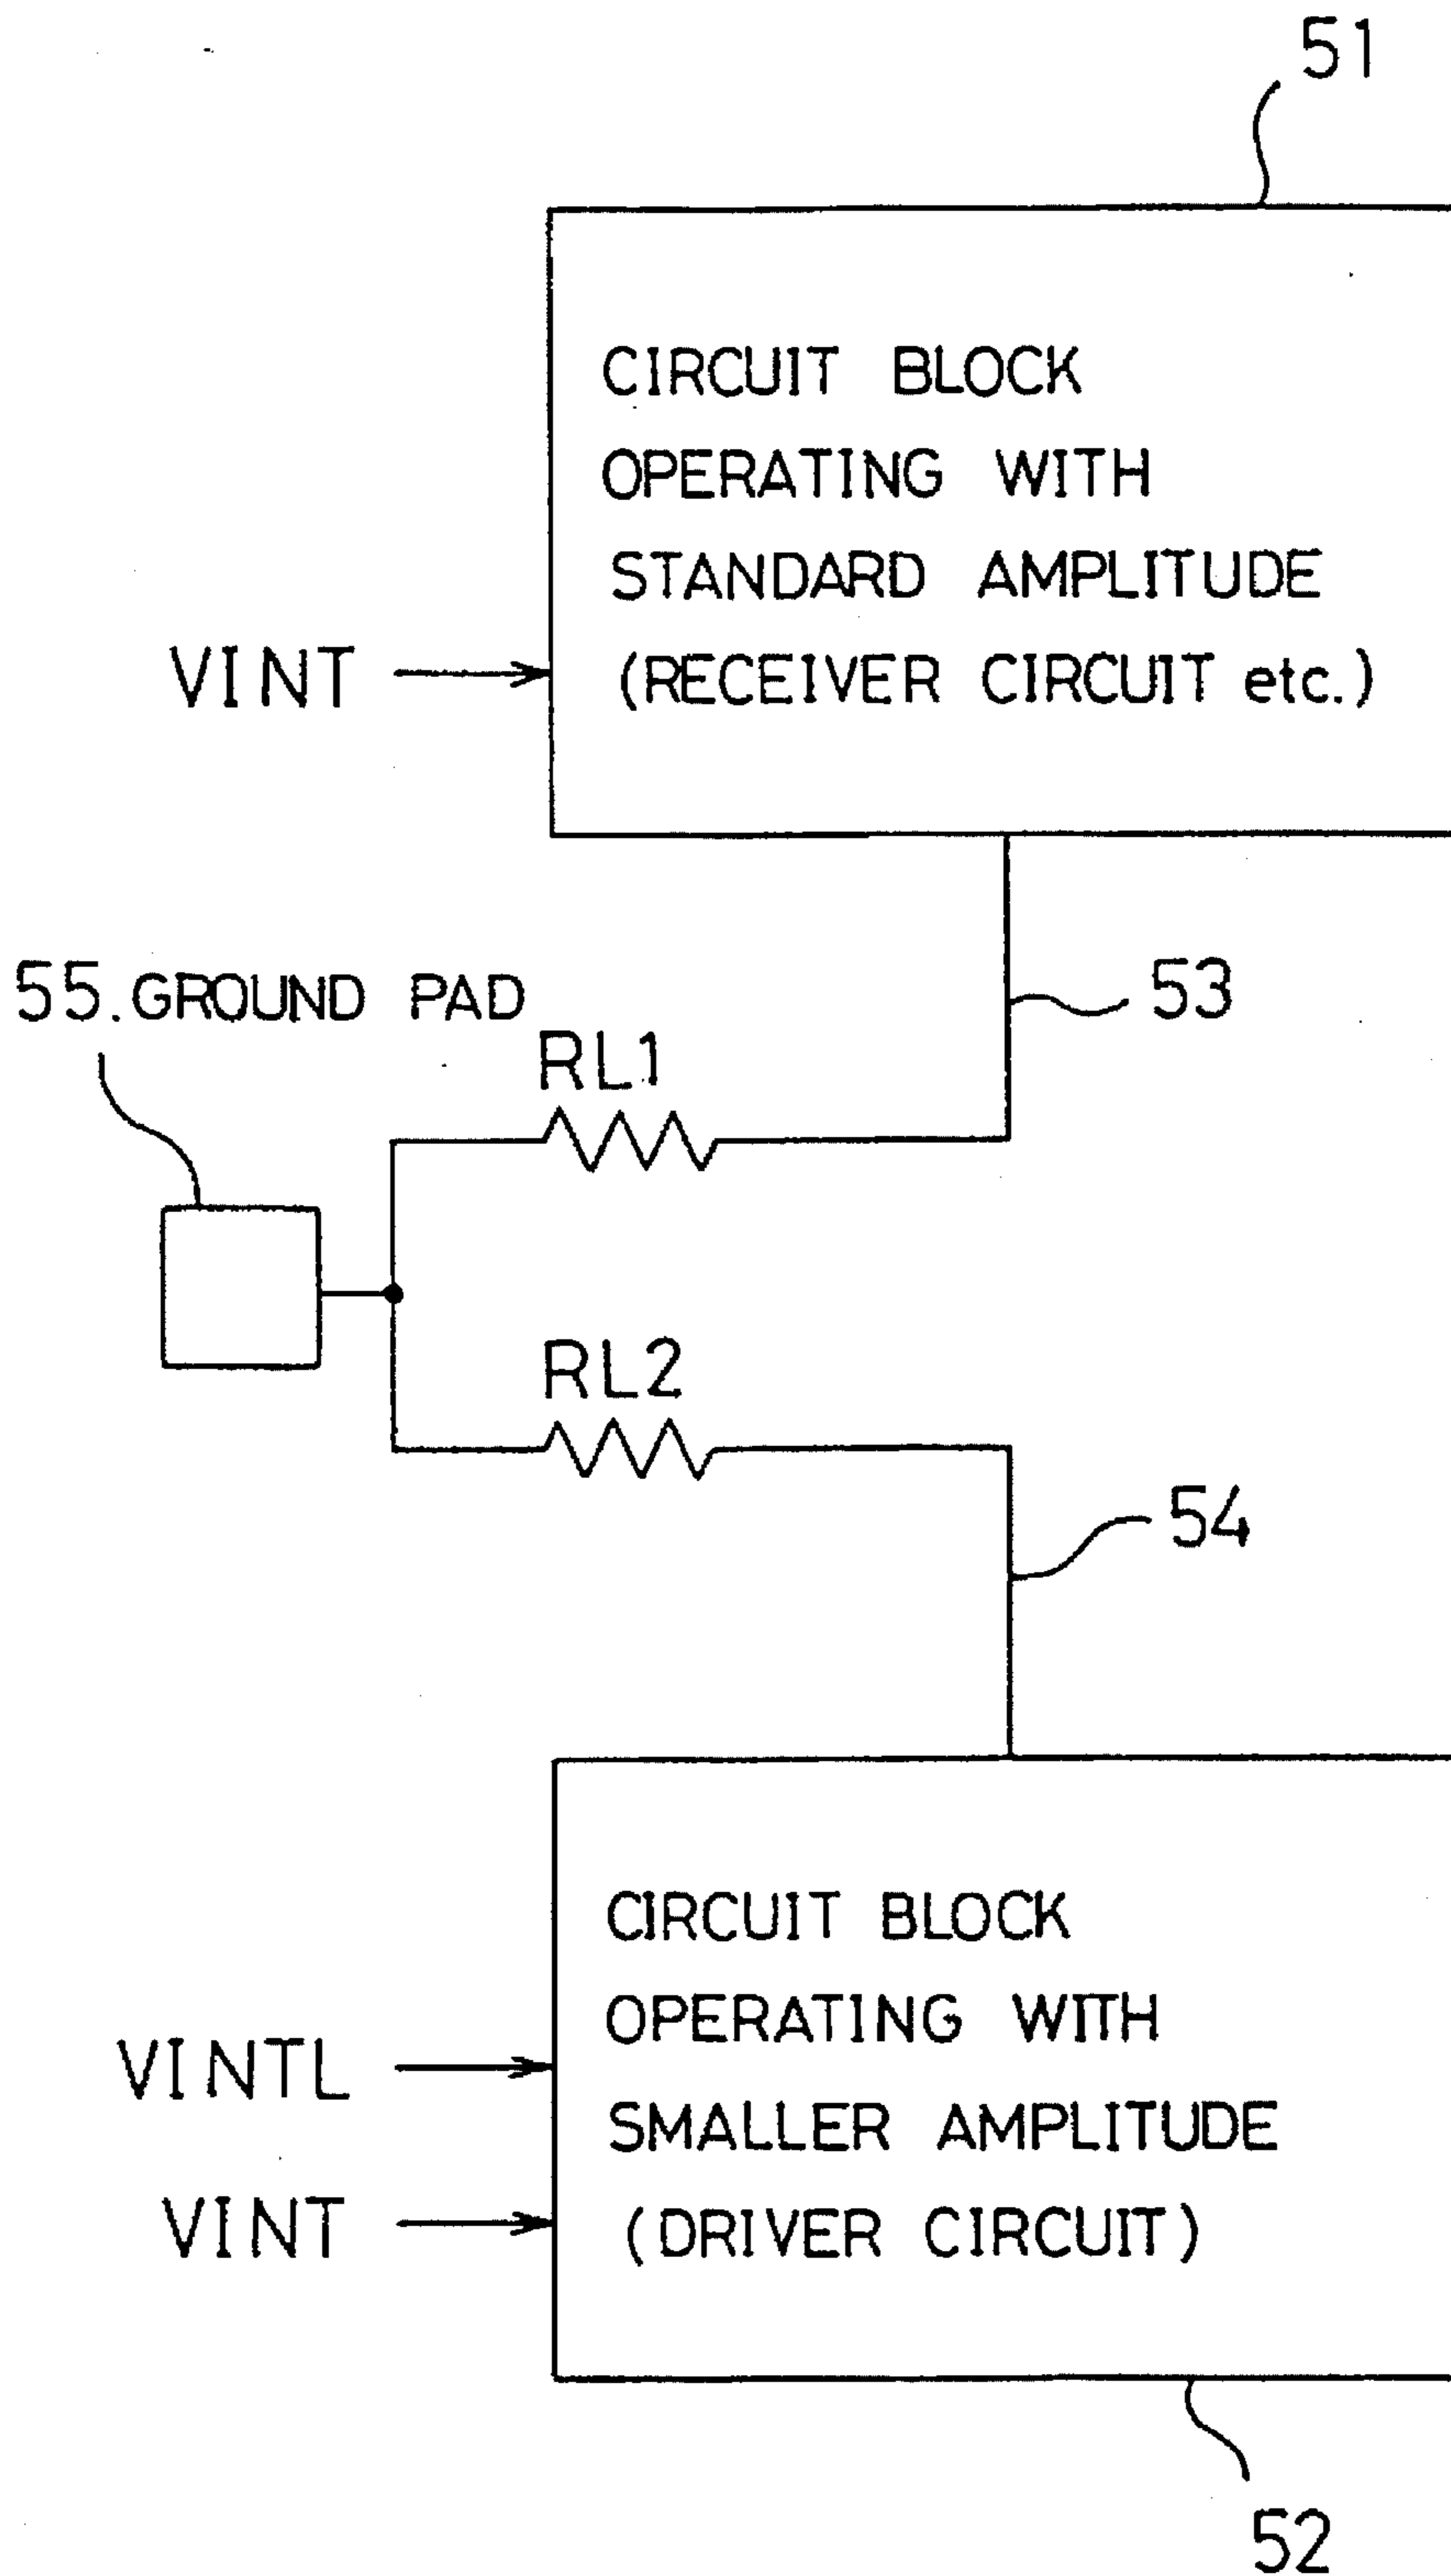 51
CIRCUIT BLOCK
OPERATING WITH
STANDARD AMPLITUDE
(RECEIVER CIRCUIT etc.)
VINT
53
55.GROUND PAD
RL1
RL2
54
CIRCUIT BLOCK
OPERATING WITH
SMALLER AMPLITUDE
(DRIVER CIRCUIT)
VINTL
VINT
52